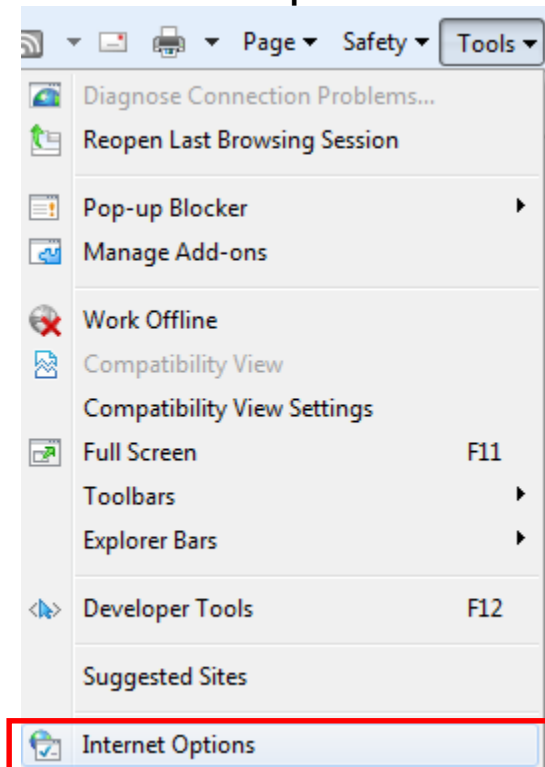 Page Safety Tools
Diagnose Connection Problems...
Reopen Last Browsing Session
Pop-up Blocker
Manage Add-ons
Work Offline
Compatibility View
Compatibility View Settings
Full Screen F11
Toolbars
Explorer Bars
Developer Tools F12
Suggested Sites
Internet Options